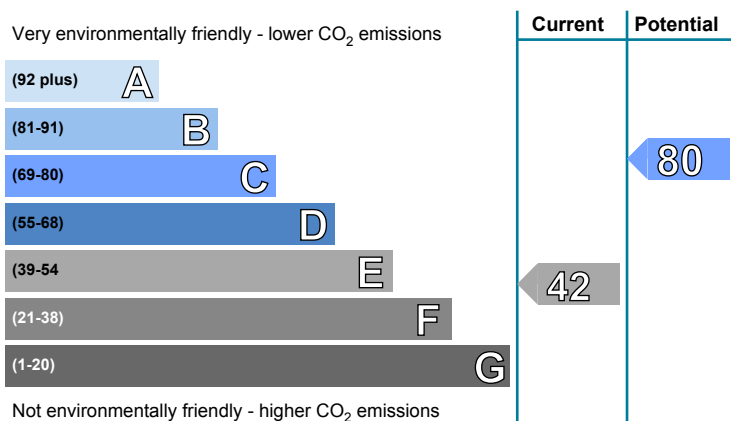 Very environmentally friendly - lower CO2 emissions
Current
Potential
(92 plus) A
(81-91) B
(69-80) C
80
(55-68) D
(39-54 E
42
(21-38) F
(1-20) G
Not environmentally friendly - higher CO2 emissions